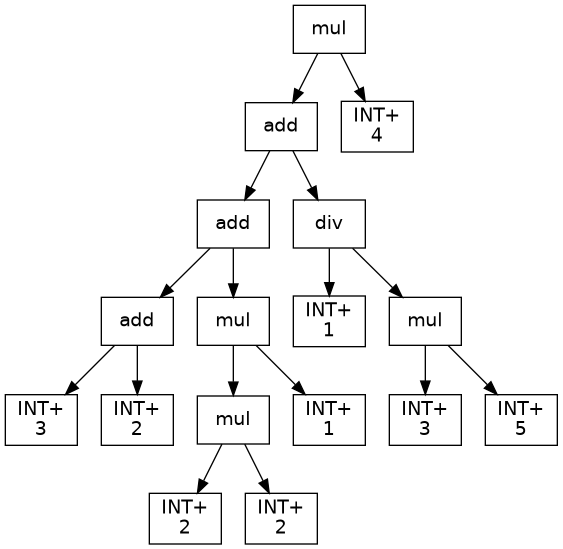 mul
add
INT+
4
add
div
add
mul
INT+
1
mul
INT+
3
INT+
2
mul
INT+
1
INT+
3
INT+
5
INT+
2
INT+
2